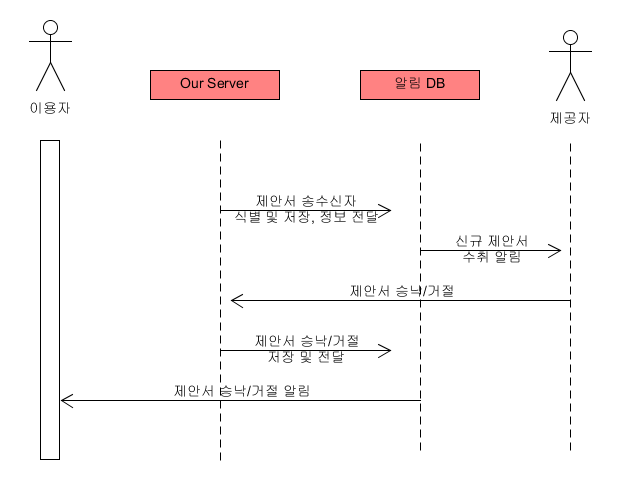 이용자
Our Server
알림 DB
제공자
제안서 송수신자
식별 및 저장, 정보 전달
신규 제안서
수취 알림
제안서 승낙/거절
제안서 승낙/거절
저장 및 전달
제안서 승낙/거절 알림